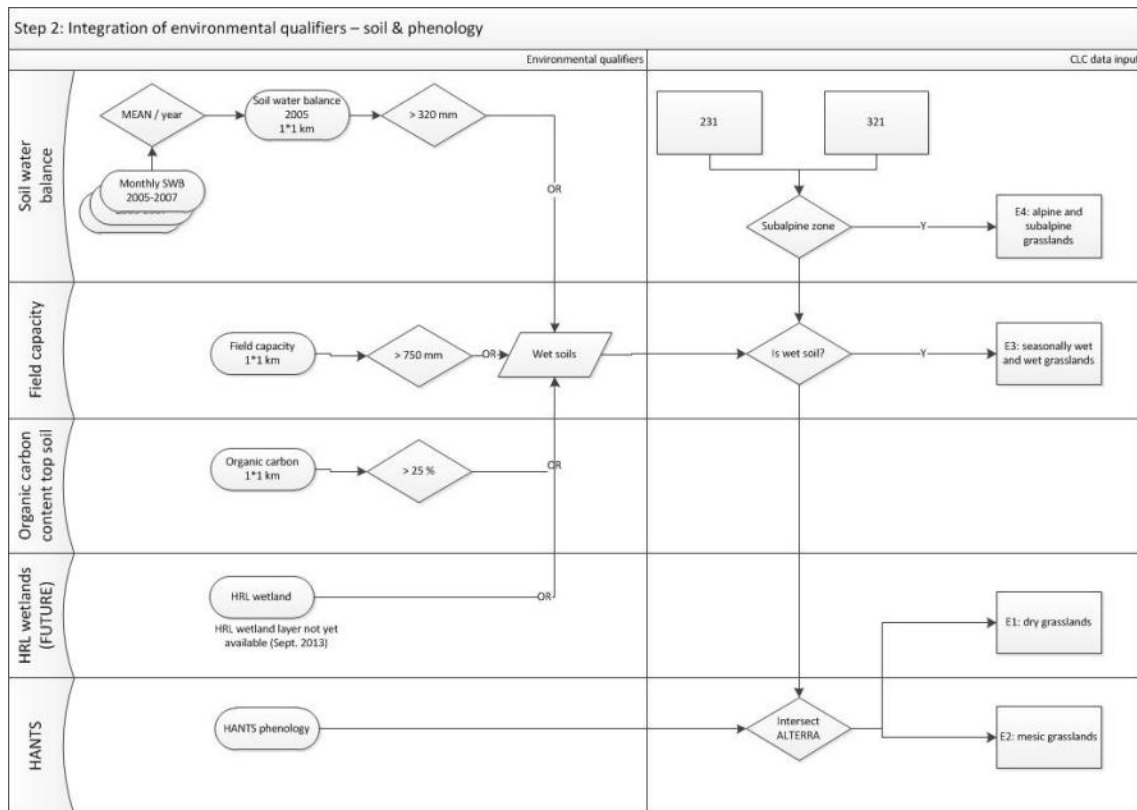 Step 2: Integration of environmental qualifiers – soil & phenology
Environmental qualifiers
CLC data input
Soil water
balance
MEAN / year
Soil water balance
2005
1*1 km
> 320 mm
Monthly SWB
2005-2007
OR
231
321
Subalpine zone
Y
E4: alpine and
subalpine
grasslands
Field capacity
Field capacity
1*1 km
> 750 mm
OR
Wet soils
Is wet soil?
Y
E3: seasonally wet
and wet grasslands
Organic carbon
content top soil
Organic carbon
1*1 km
> 25 %
OR
HRL wetlands
(FUTURE)
HRL wetland
OR
HRL wetland layer not yet
available (Sept. 2013)
E1: dry grasslands
HANTS
HANTS phenology
Intersect
ALTERRA
E2: mesic grasslands